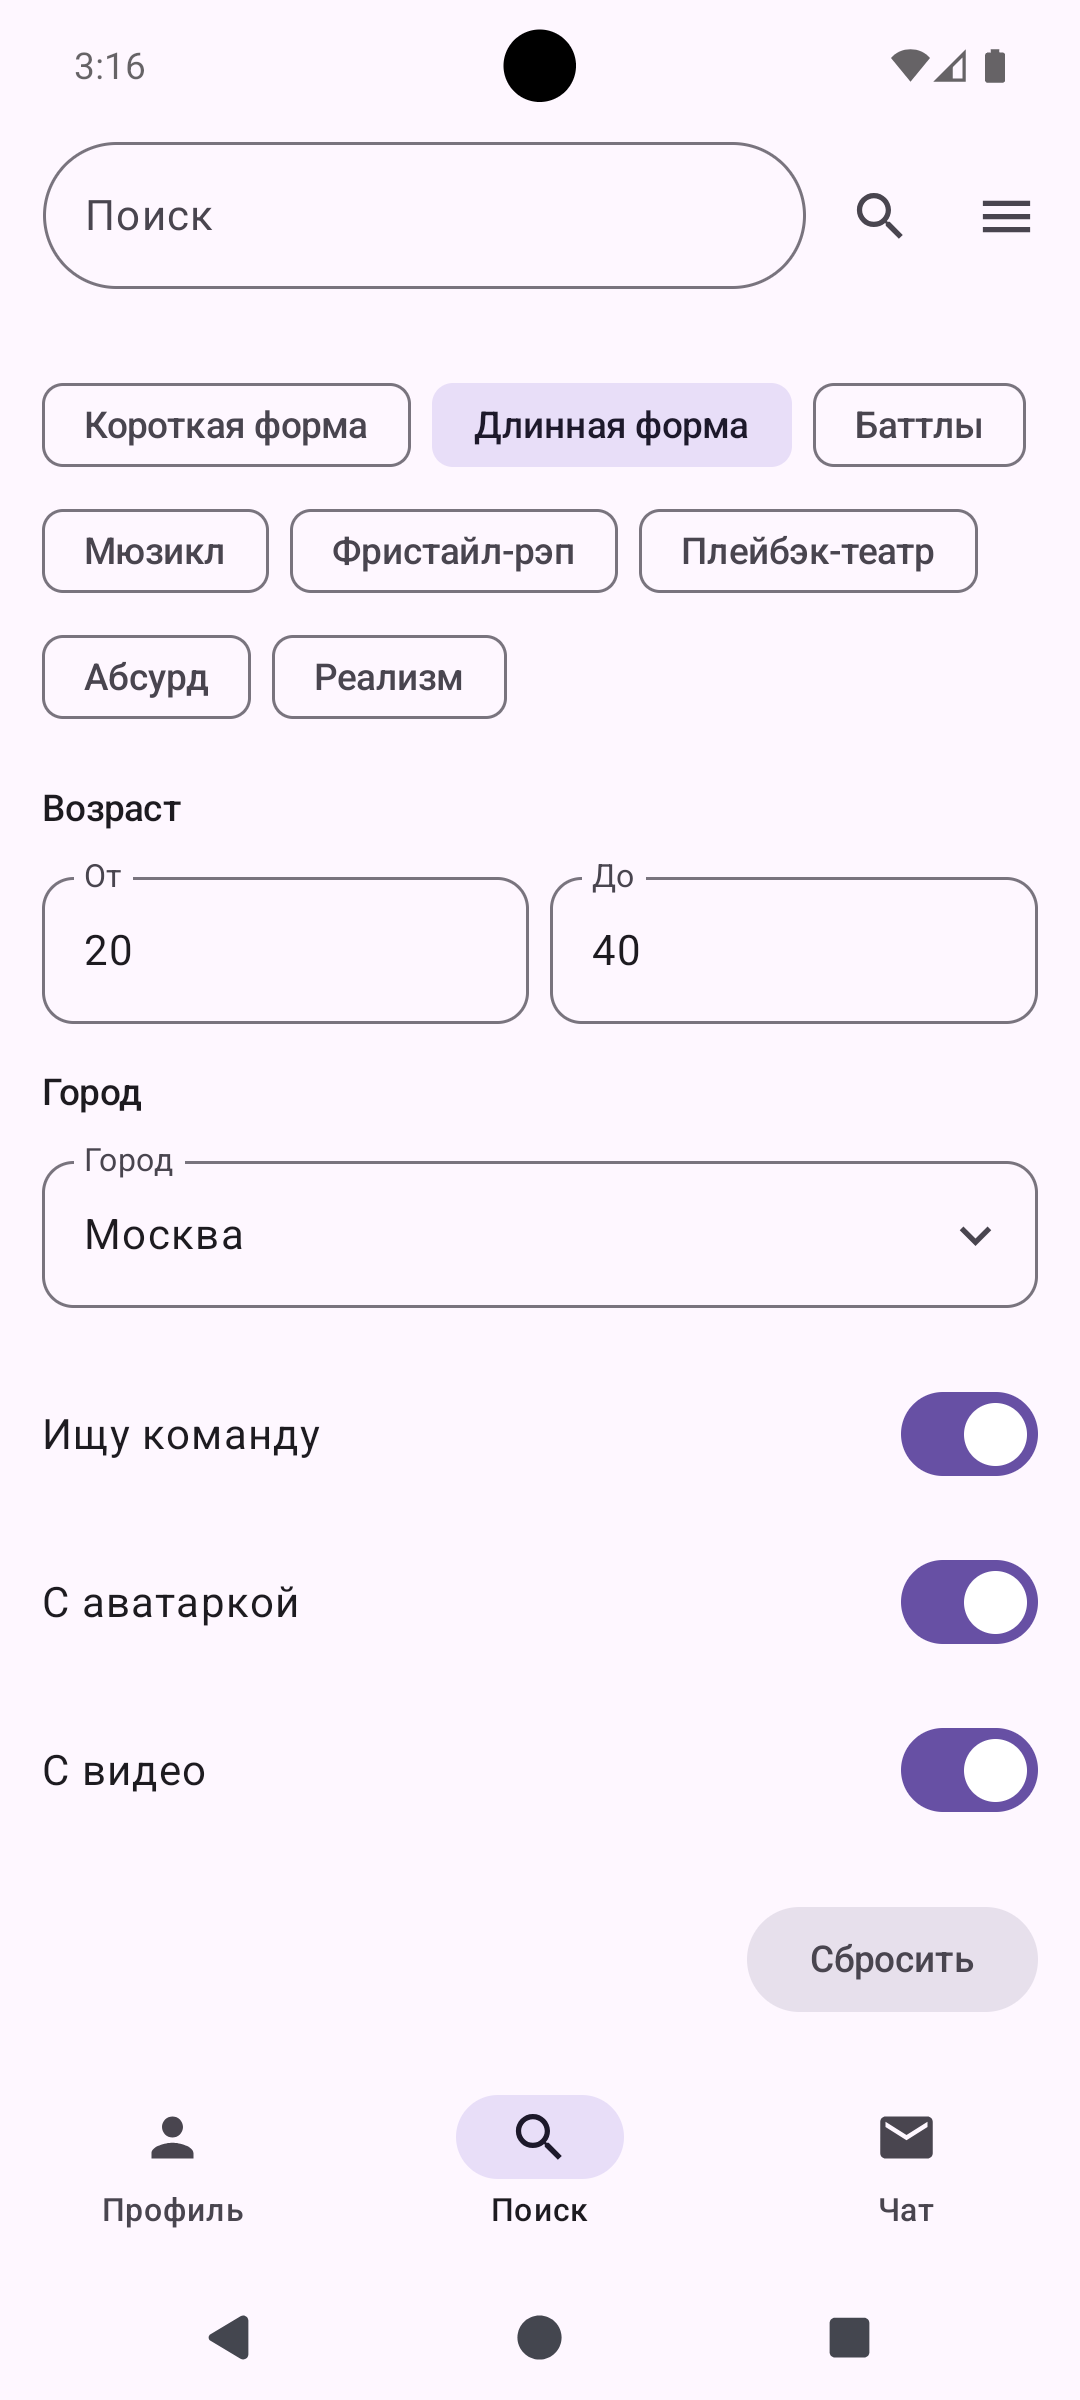 3:16
Поиск
Короткая форма Длинная форма Баттлы
Мюзикл Фристайл-рэп Плейбэк-театр
Абсурд Реализм
Возраст
От До
20 40
Город
Город
Москва
Ищу команду
С аватаркой
С видео
Сбросить
Профиль Поиск Чат